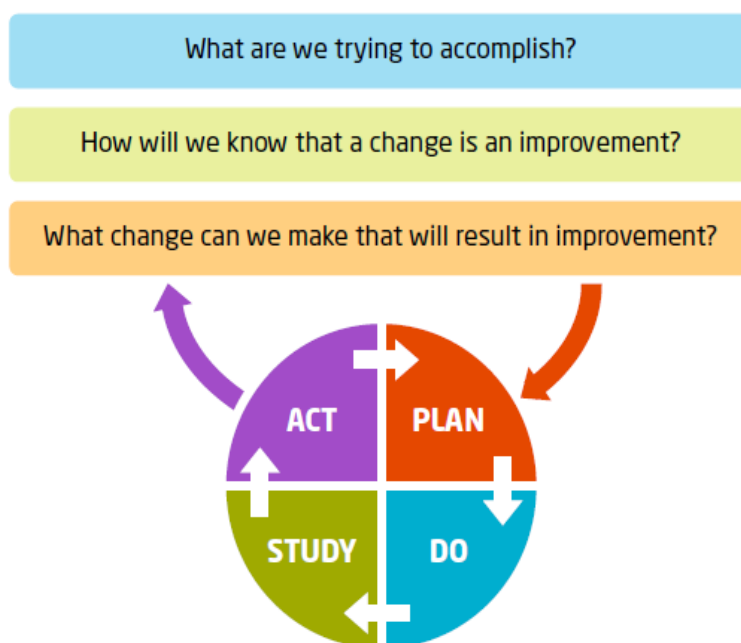 What are we trying to accomplish?
How will we know that a change is an improvement?
What change can we make that will result in improvement?
ACT
PLAN
STUDY
DO